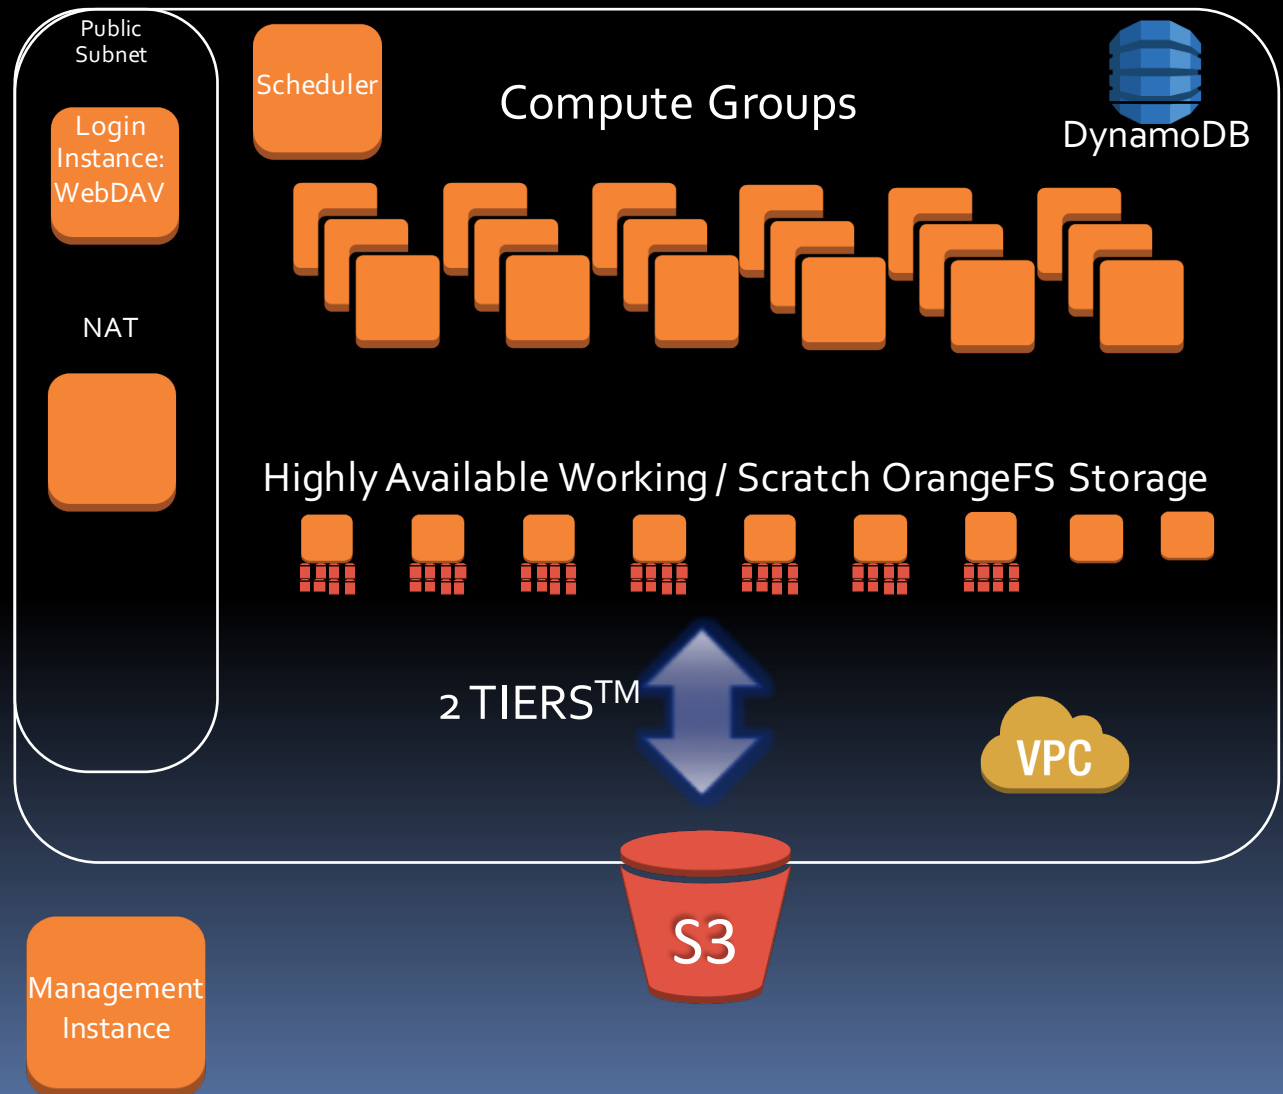 Public
Subnet
Login
Instance:
WebDAV
NAT
Scheduler
Compute Groups
DynamoDB
Highly Available Working / Scratch OrangeFS Storage
2 TIERS™
VPC
S3
Management
Instance